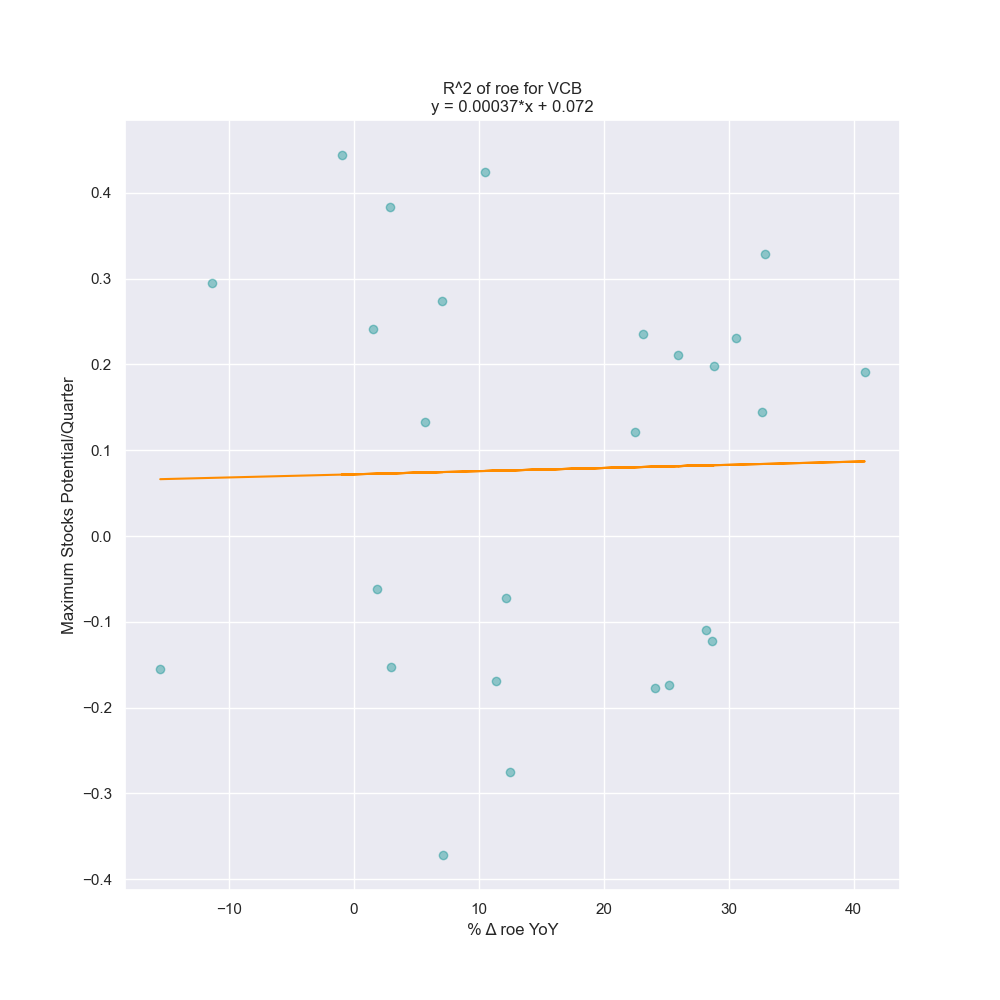 R^2 of roe for VCB
y = 0.00037*x + 0.072
Maximum Stocks Potential/Quarter
0.4
0.3
0.2
0.1
0.0
−0.1
−0.2
−0.3
−0.4
−10 0 10 20 30 40
% Δ roe YoY